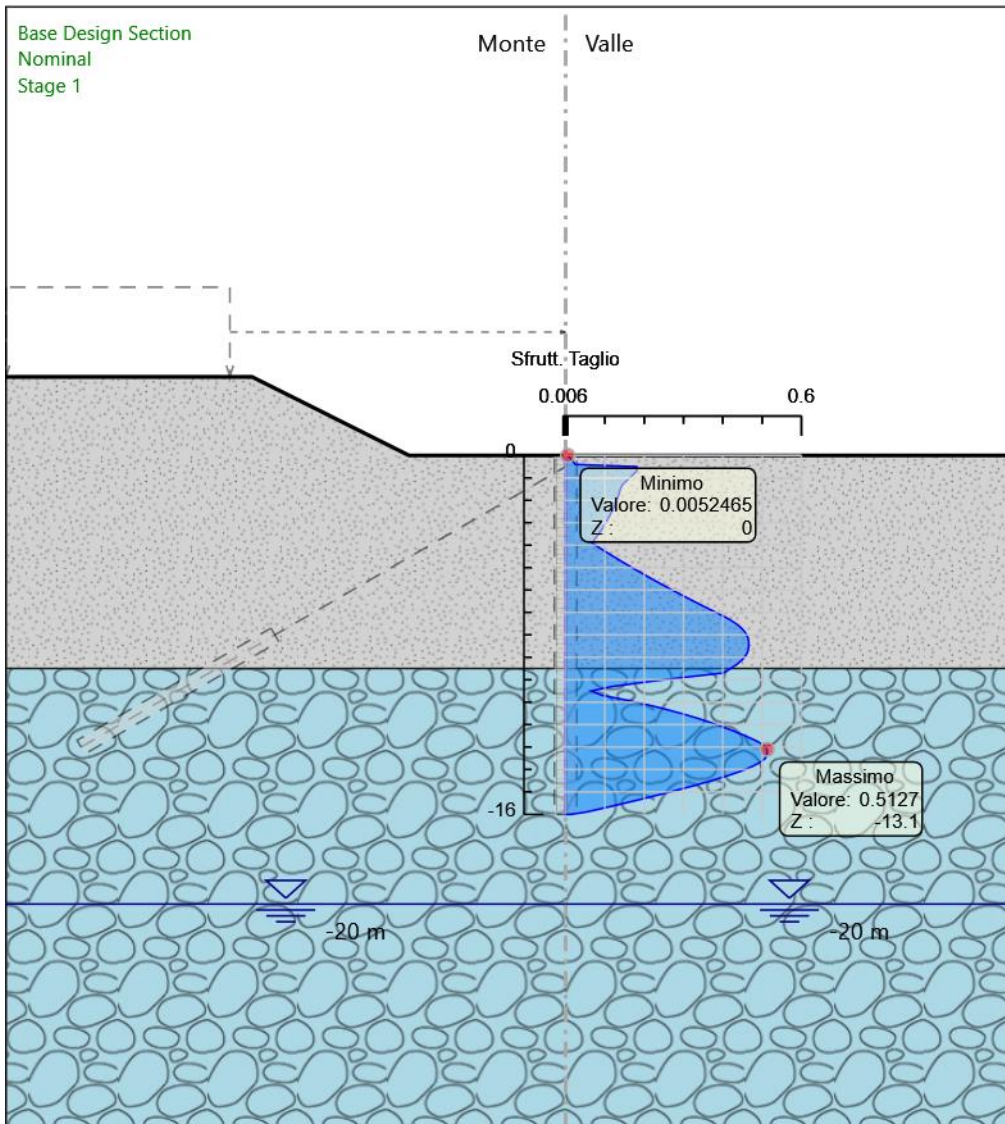 Base Design Section
Nominal
Stage 1
Monte
Valle
Sfrutt. Taglio
0.006
0.6
0
Minimo
Valore: 0.0052465
Z : 0
-16
Massimo
Valore: 0.5127
Z : -13.1
-20 m
-20 m